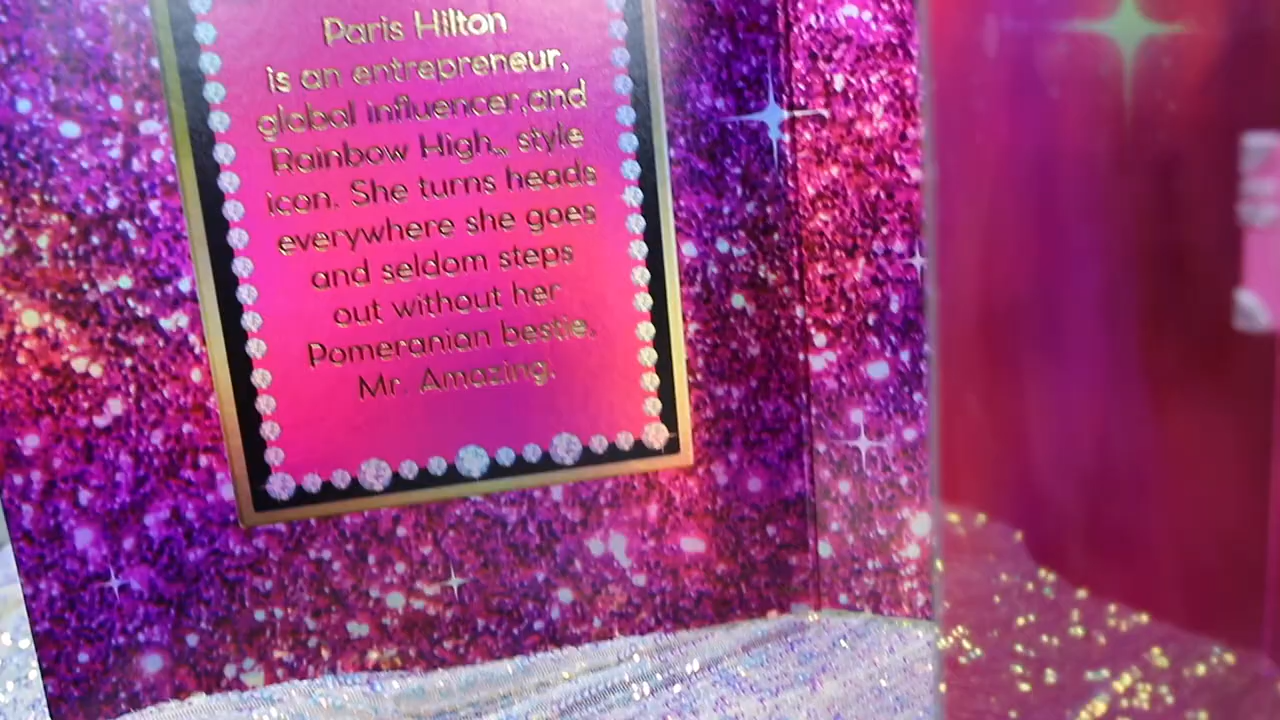 Paris Hilton
is an entrepreneur,
global influencer,and
Rainbow High™ style
icon. She turns heads
everywhere she goes
and seldom steps
out without her
Pomeranian bestie,
Mr. Amazing.